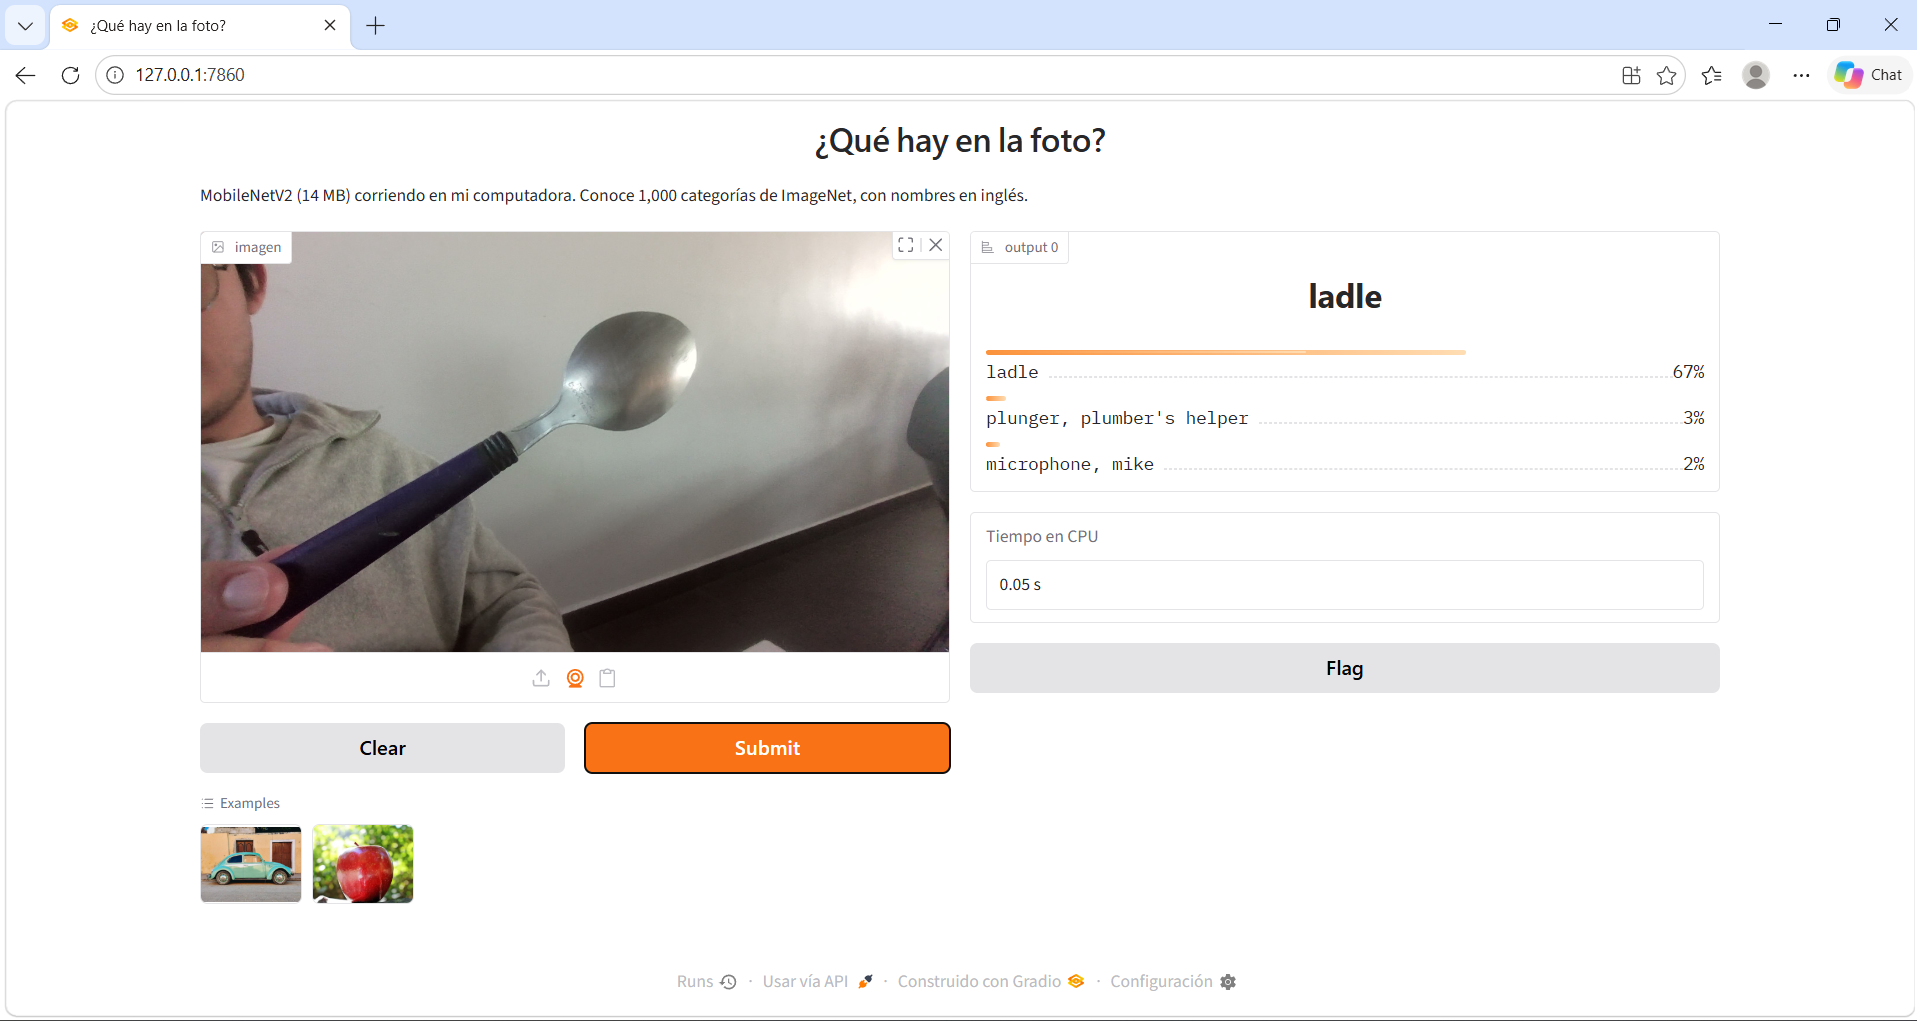 ¿Qué hay en la foto?
127.0.0.1:7860
Chat
¿Qué hay en la foto?
MobileNetV2 (14 MB) corriendo en mi computadora. Conoce 1,000 categorías de ImageNet, con nombres en inglés.
imagen
output 0
ladle
ladle 67%
plunger, plumber's helper 3%
microphone, mike 2%
Tiempo en CPU
0.05 s
Flag
Clear
Submit
Examples
Runs · Usar vía API · Construido con Gradio · Configuración